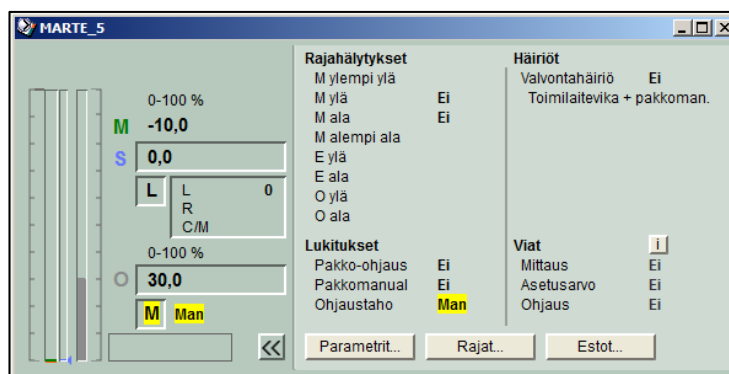 MARTE_5
0-100 %
M -10,0
S 0,0
L
L 0
R
C/M
0-100 %
O 30,0
M Man
<<
Rajahälytykset
M ylempi ylä
M ylä Ei
M ala Ei
M alempi ala
E ylä
E ala
O ylä
O ala
Lukitukset
Pakko-ohjaus Ei
Pakkomanual Ei
Ohjaustaho Man
Häiriöt
Valvontahäiriö Ei
Toimilaitevika + pakkoman.
Viat i
Mittaus Ei
Asetusarvo Ei
Ohjaus Ei
Parametrit... Rajat... Estot...